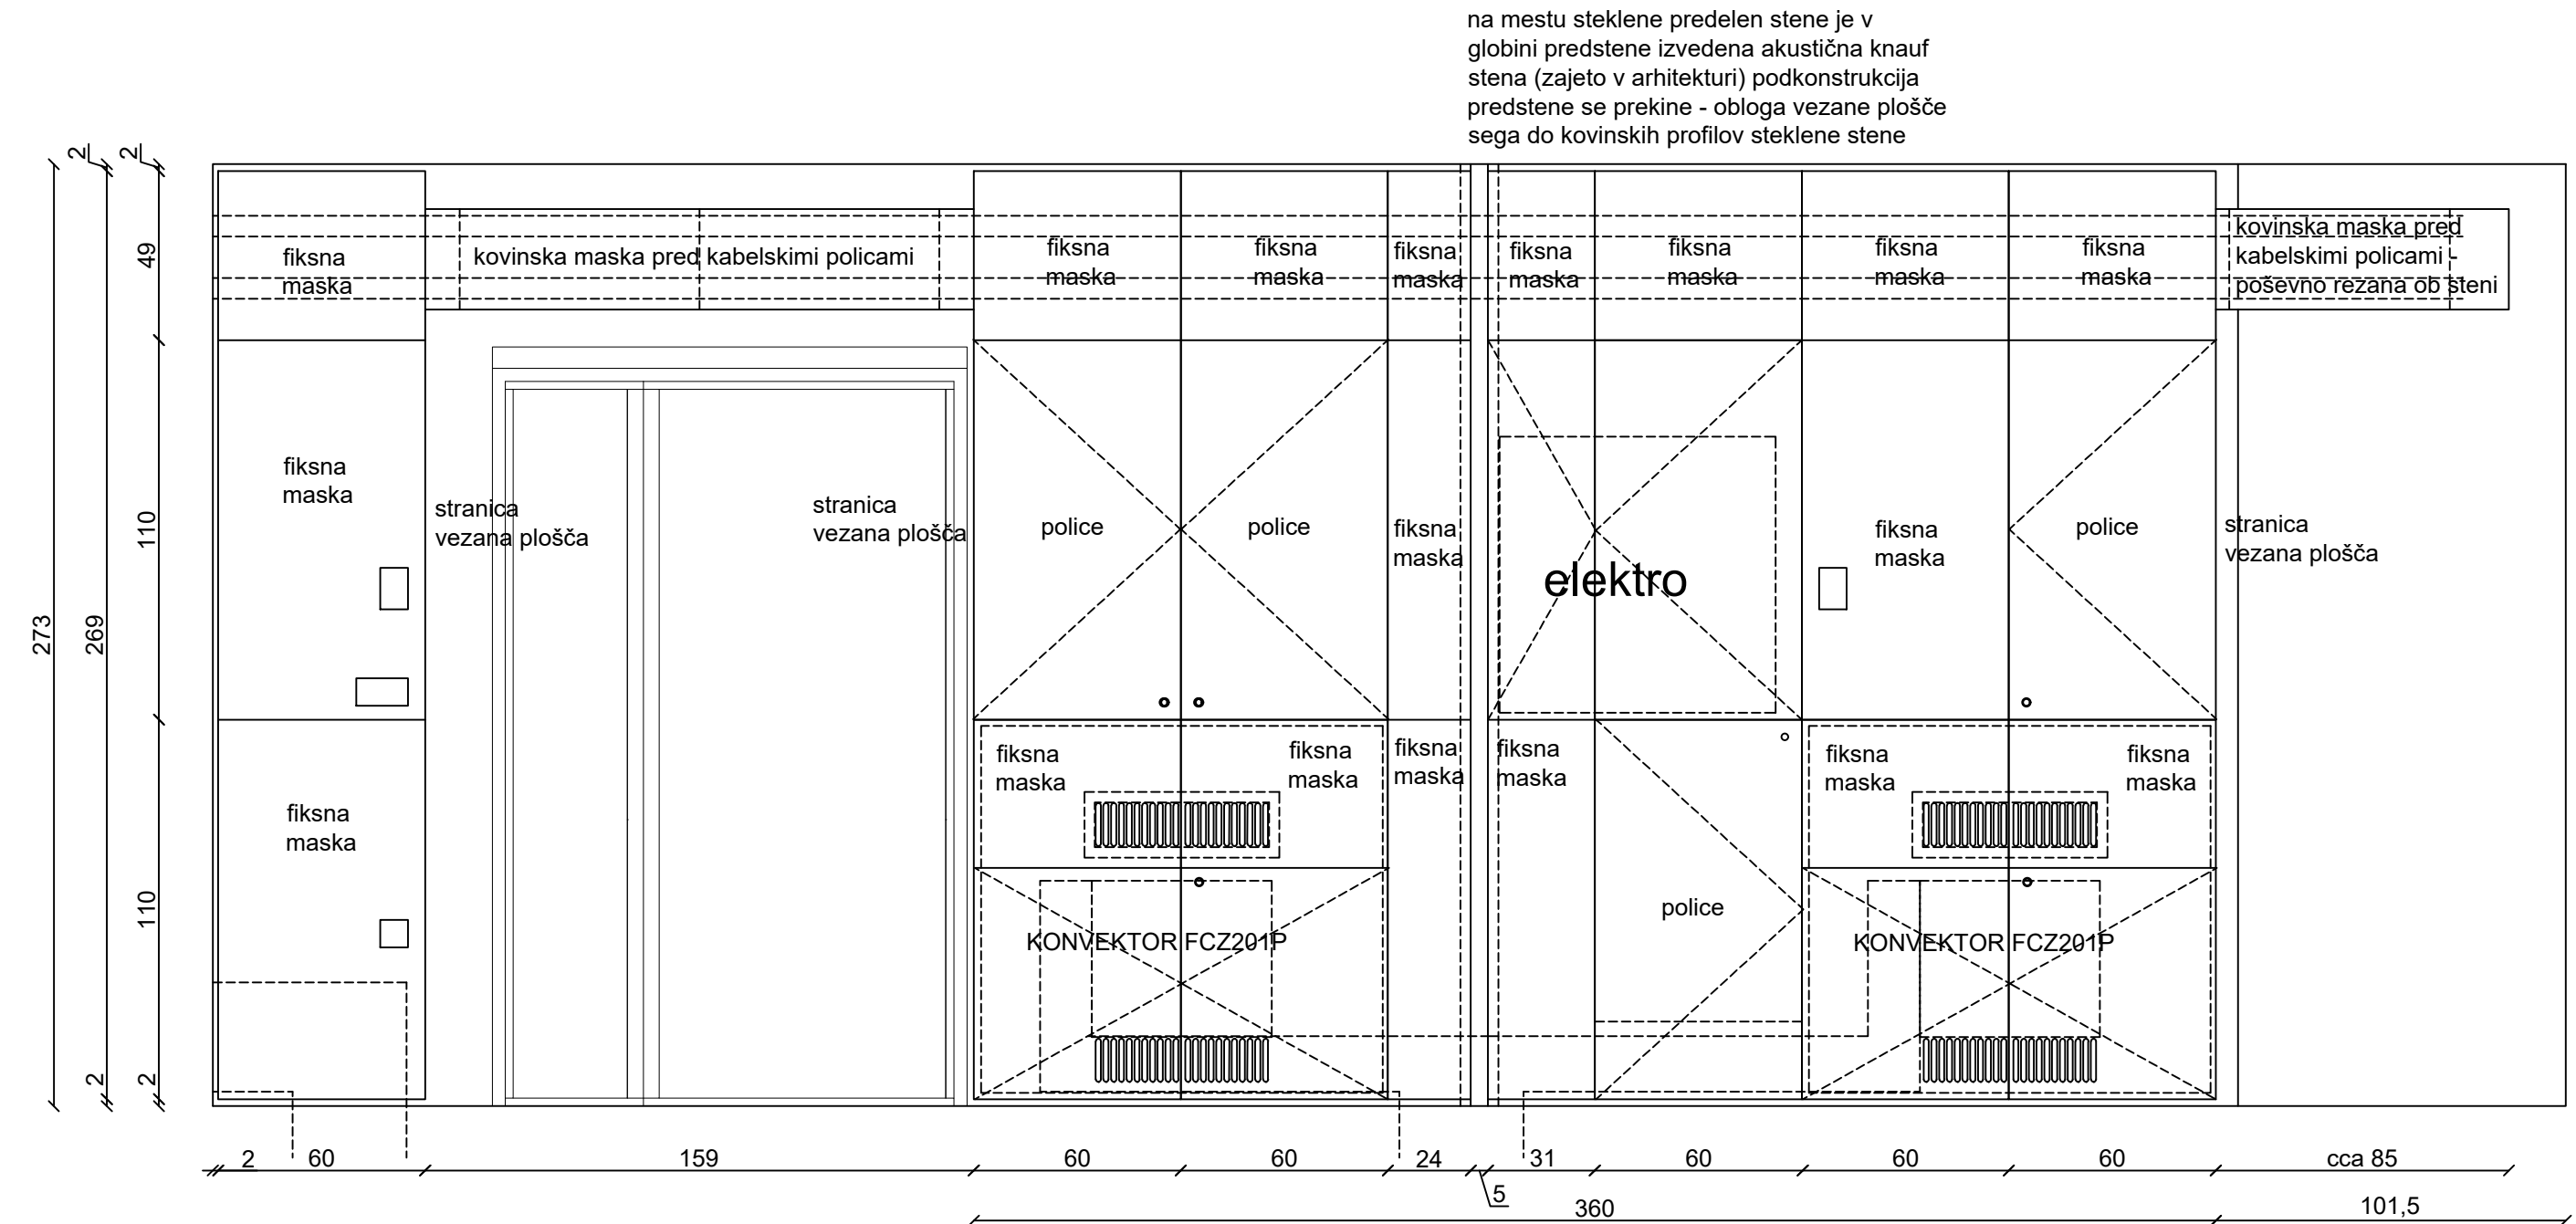 na mestu steklene predelen stene je v
globini predstene izvedena akustična knauf
stena (zajeto v arhitekturi) podkonstrukcija
predstene se prekine - obloga vezane plošče
sega do kovinskih profilov steklene stene
2
2
49
110
110
2
2
269
273
fiksna
maska
kovinska maska pred kabelskimi policami
fiksna
maska
fiksna
maska
fiksna
maska
fiksna
maska
fiksna
maska
fiksna
maska
fiksna
maska
kovinska maska pred
kabelskimi policami -
poševno rezana ob steni
fiksna
maska
stranica
vezana plošča
stranica
vezana plošča
police
police
fiksna
maska
elektro
fiksna
maska
police
stranica
vezana plošča
fiksna
maska
fiksna
maska
fiksna
maska
fiksna
maska
fiksna
maska
fiksna
maska
fiksna
maska
KONVEKTOR FCZ201P
police
KONVEKTOR FCZ201P
2
60
159
60
60
24
5
31
60
60
60
cca 85
360
101,5